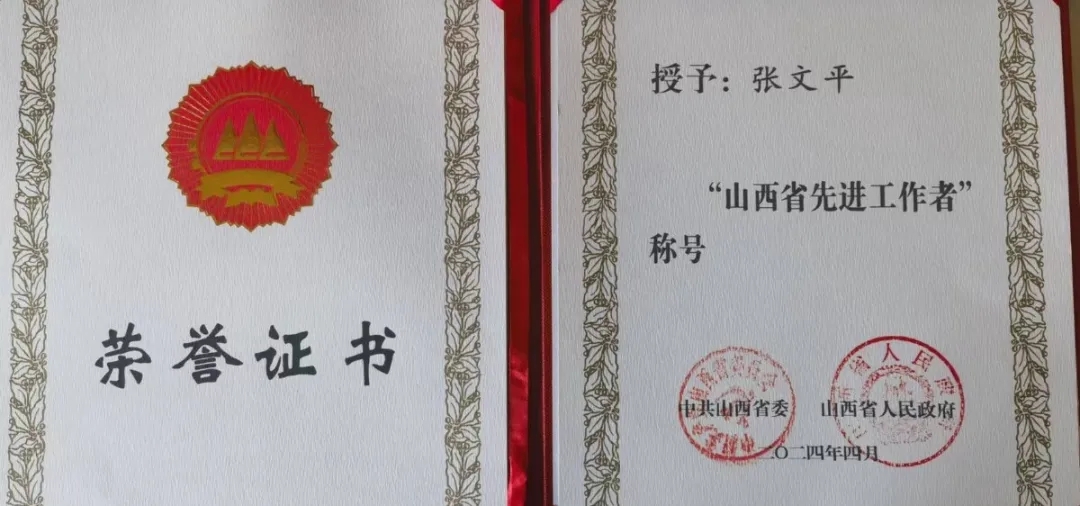 荣誉证书
授予：张文平
“山西省先进工作者”
称号
中共山西省委 山西省人民政府
二〇二四年四月